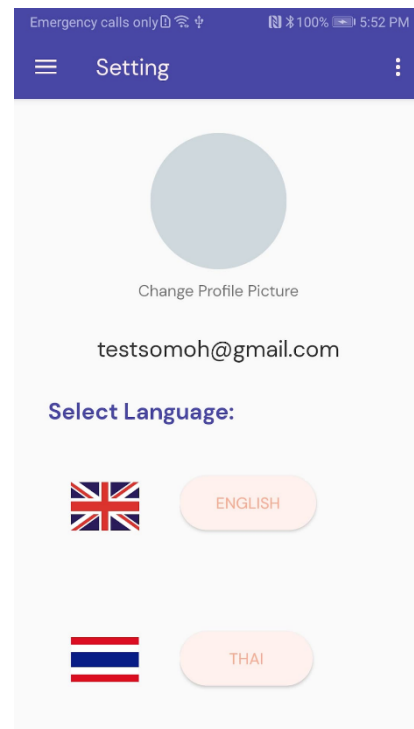 Emergency calls only 100% 5:52 PM
Setting
Change Profile Picture
testsomoh@gmail.com
Select Language:
ENGLISH
THAI